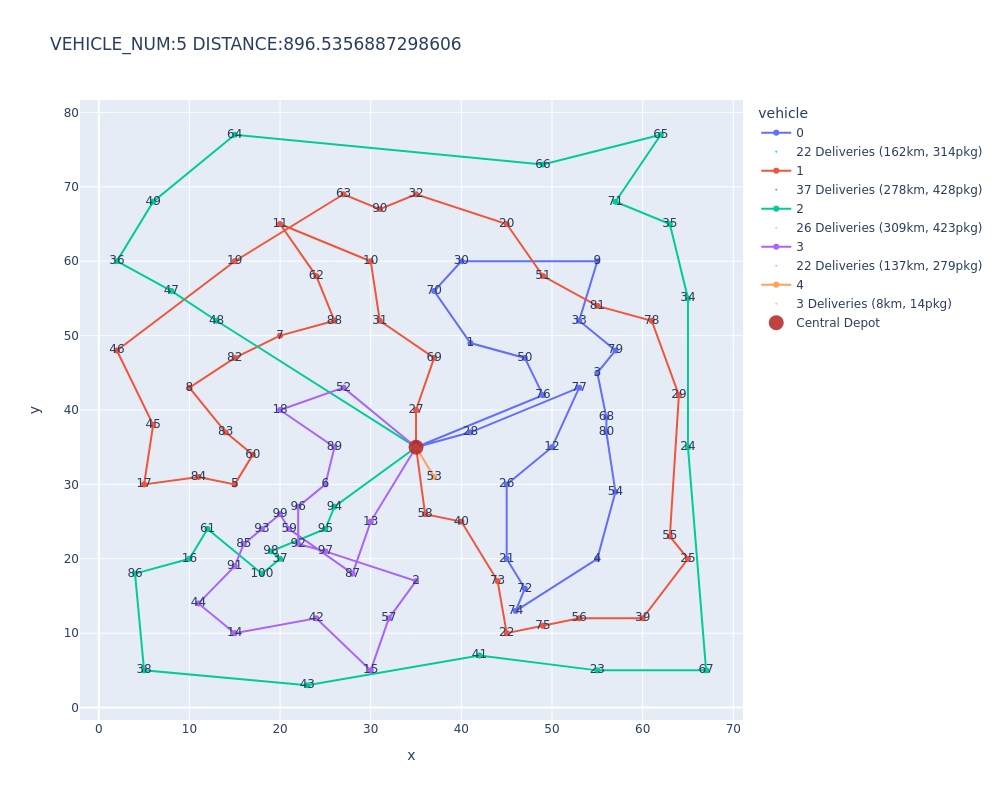 VEHICLE_NUM:5 DISTANCE:896.5356887298606
vehicle
0
22 Deliveries (162km, 314pkg)
1
37 Deliveries (278km, 428pkg)
2
26 Deliveries (309km, 423pkg)
3
22 Deliveries (137km, 279pkg)
4
3 Deliveries (8km, 14pkg)
Central Depot
80
70
60
50
40
30
20
10
0
y
64 65
66
63 32
49 90 71
11 20 35
36 19 10 30 9
62 51
47 70 34
81
48 88 31 33 78
7
46 1 79
82 69 50
3
8 52 77
76 29
18 27
45 68
83 28 80
89 12 24
60
84 53
17 5 6 26
54
96 94
99 58
13 40
61 93 59 95
55
85 92
98 97
16 37 21 4 25
91
86 100 87
2 73
72
44 74
42 57 56 39
75
14 22
41
38 15 23 67
43
0 10 20 30 40 50 60 70
x